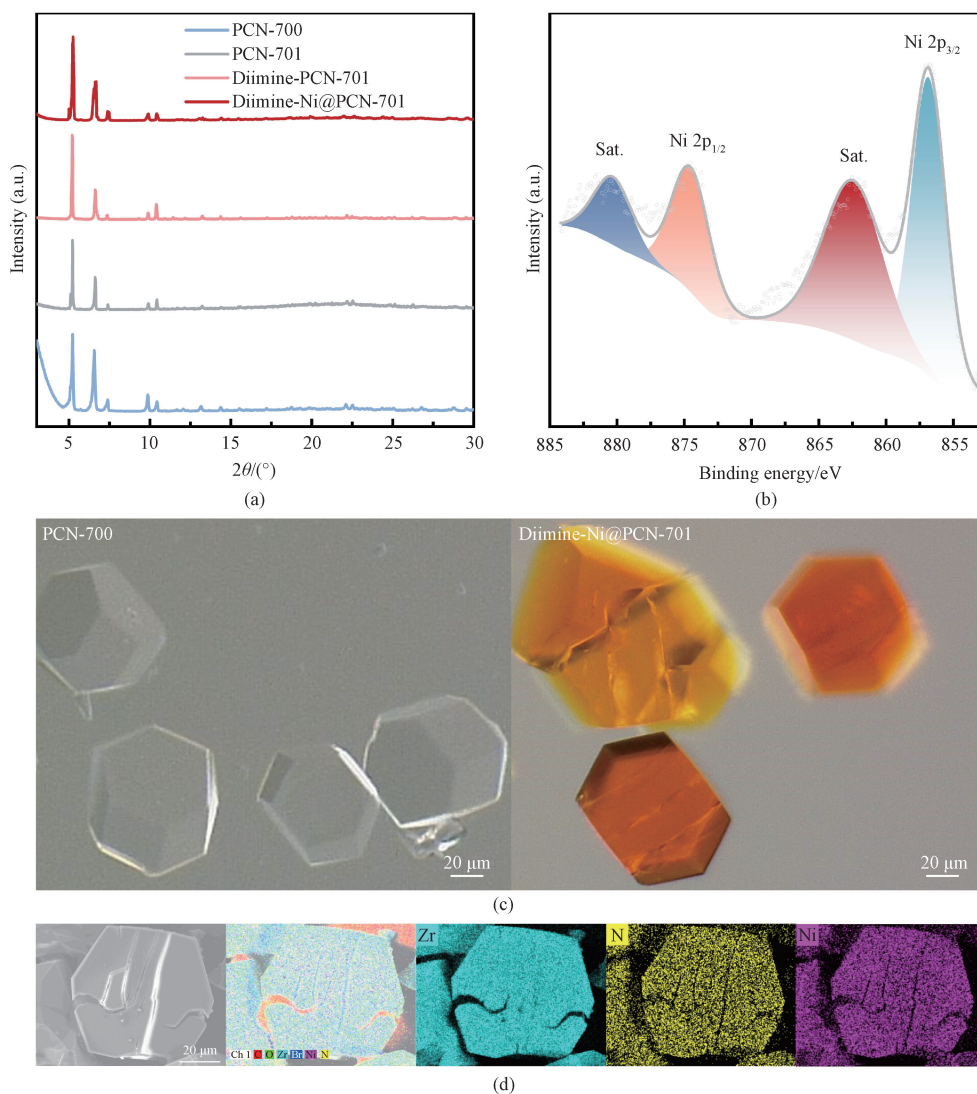 PCN-700
PCN-701
Diimine-PCN-701
Diimine-Ni@PCN-701
Intensity (a.u.)
5
10
15
20
25
30
2θ/(°)
(a)
Ni 2p3/2
Ni 2p1/2
Sat.
Sat.
Intensity (a.u.)
885
880
875
870
865
860
855
Binding energy/eV
(b)
PCN-700
20 μm
Diimine-Ni@PCN-701
20 μm
(c)
20 μm
Ch 1 C O Zr Br Ni N
Zr
N
Ni
(d)